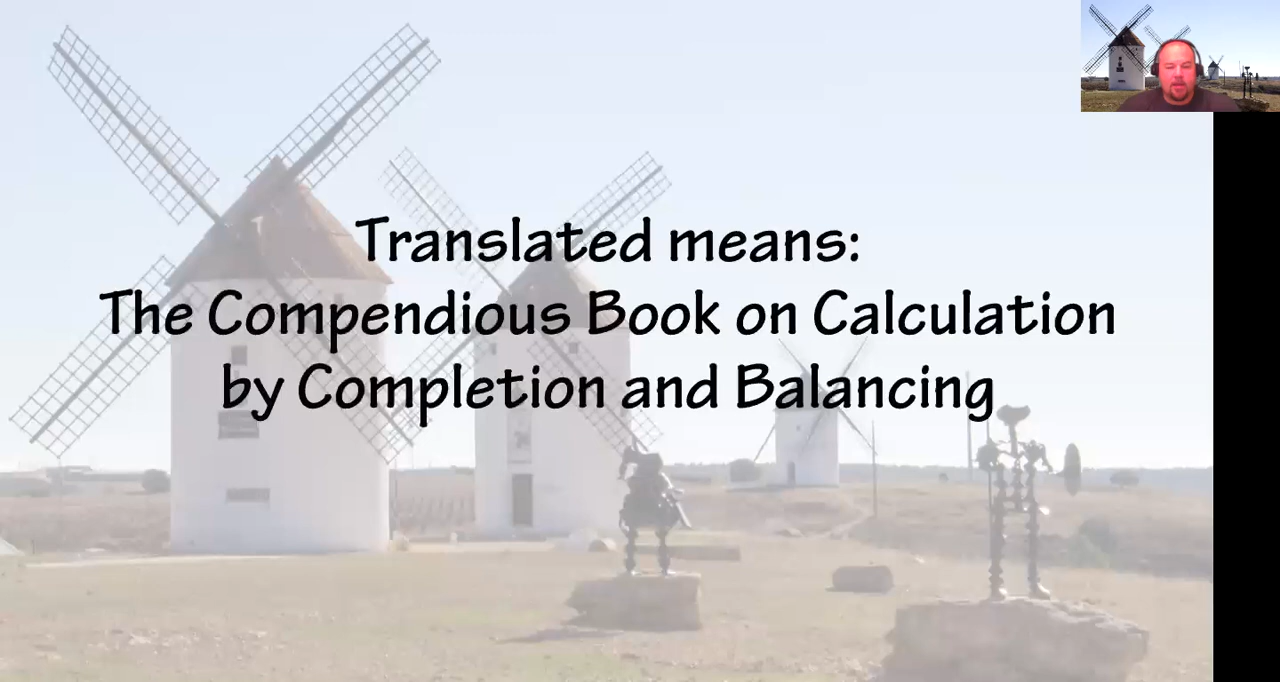 Translated means:
The Compendious Book on Calculation
by Completion and Balancing